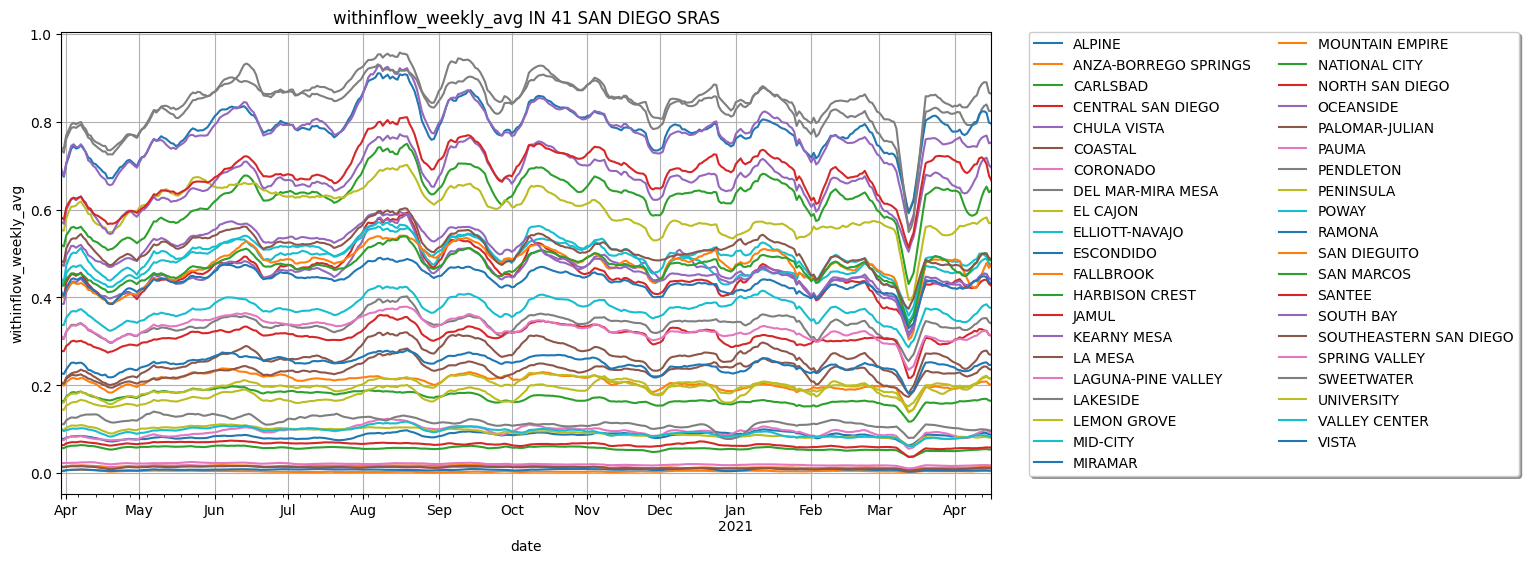 withinflow_weekly_avg IN 41 SAN DIEGO SRAS
withinflow_weekly_avg
1.0
0.8
0.6
0.4
0.2
0.0
Apr May Jun Jul Aug Sep Oct Nov Dec Jan Feb Mar Apr
2021
date
ALPINE
ANZA-BORREGO SPRINGS
CARLSBAD
CENTRAL SAN DIEGO
CHULA VISTA
COASTAL
CORONADO
DEL MAR-MIRA MESA
EL CAJON
ELLIOTT-NAVAJO
ESCONDIDO
FALLBROOK
HARBISON CREST
JAMUL
KEARNY MESA
LA MESA
LAGUNA-PINE VALLEY
LAKESIDE
LEMON GROVE
MID-CITY
MIRAMAR
MOUNTAIN EMPIRE
NATIONAL CITY
NORTH SAN DIEGO
OCEANSIDE
PALOMAR-JULIAN
PAUMA
PENDLETON
PENINSULA
POWAY
RAMONA
SAN DIEGUITO
SAN MARCOS
SANTEE
SOUTH BAY
SOUTHEASTERN SAN DIEGO
SPRING VALLEY
SWEETWATER
UNIVERSITY
VALLEY CENTER
VISTA